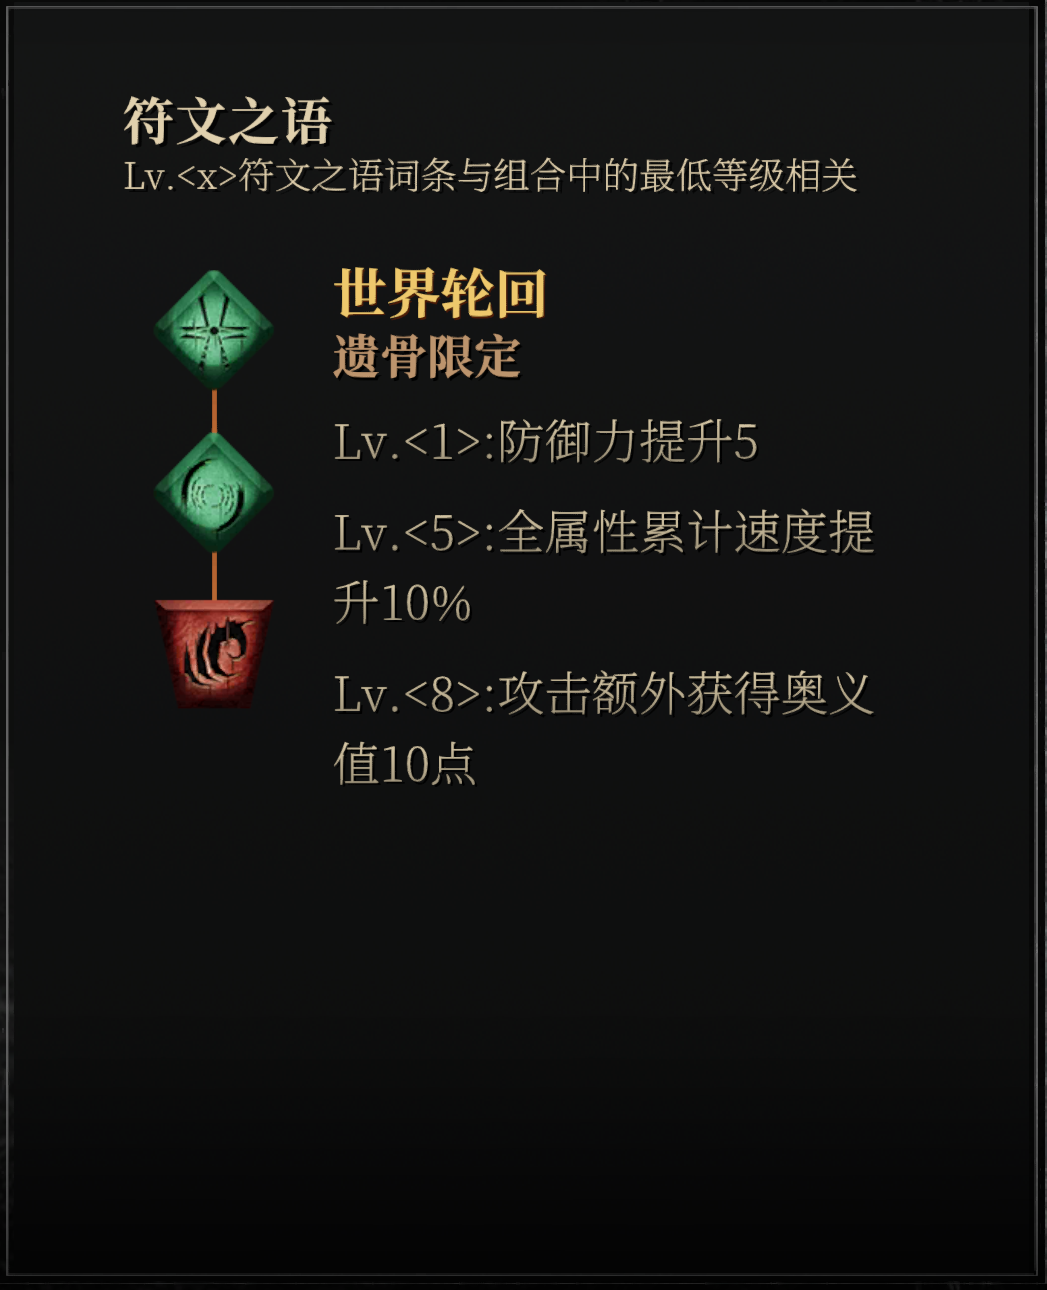 符文之语
Lv.<x>符文之语词条与组合中的最低等级相关
世界轮回
遗骨限定
Lv.<1>:防御力提升5
Lv.<5>:全属性累计速度提
升10%
Lv.<8>:攻击额外获得奥义
值10点